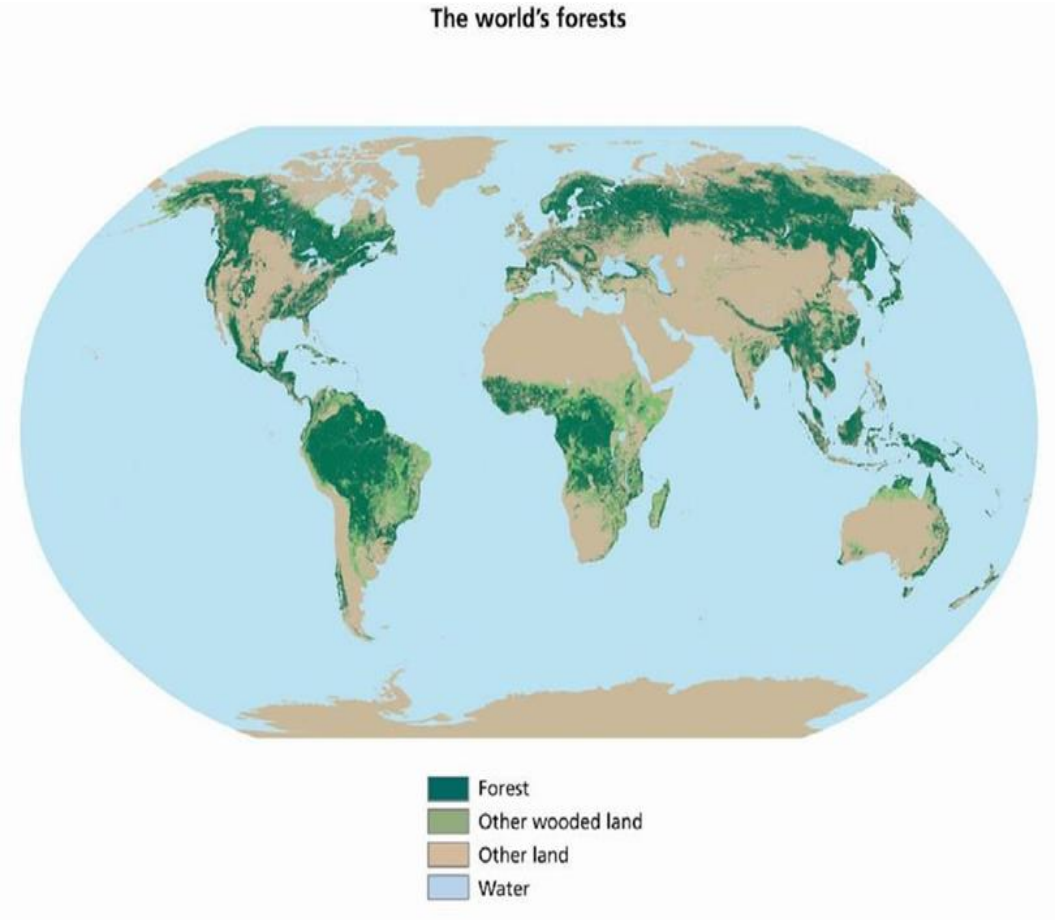 The world's forests
Forest
Other wooded land
Other land
Water